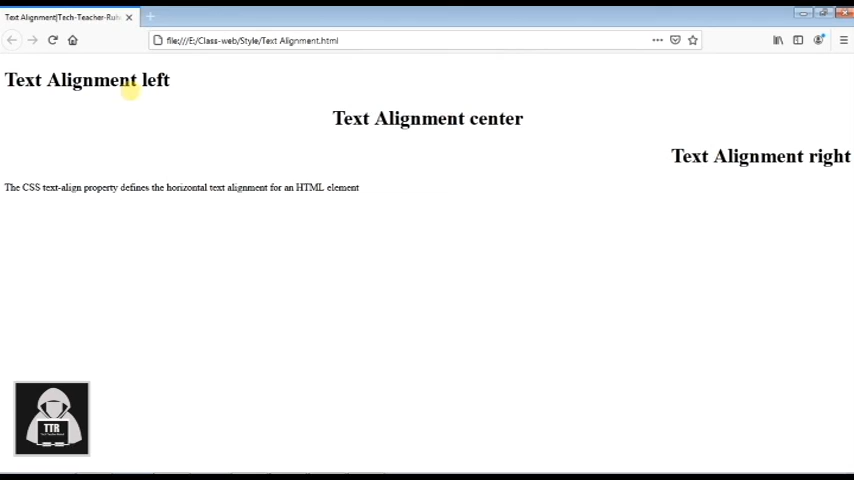 Text Alignment|Tech-Teacher-Ruh
file:///E:/Class-web/Style/Text Alignment.html
Text Alignment left
Text Alignment center
Text Alignment right
The CSS text-align property defines the horizontal text alignment for an HTML element
TTR